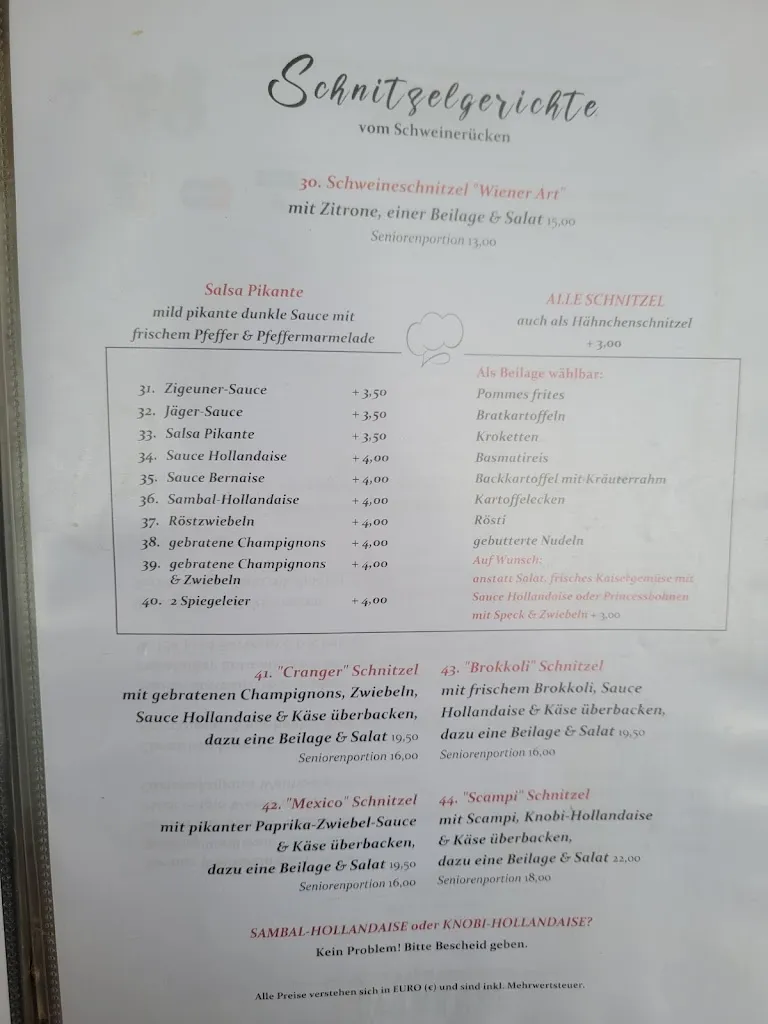 Schnitzelgerichte
vom Schweinerücken
30. Schweineschnitzel "Wiener Art"
mit Zitrone, einer Beilage & Salat 15,00
Seniorenportion 13,00
Salsa Pikante
mild pikante dunkle Sauce mit
frischem Pfeffer & Pfeffermarmelade
ALLE SCHNITZEL
auch als Hähnchenschnitzel
+ 3,00
31. Zigeuner-Sauce + 3,50
32. Jäger-Sauce + 3,50
33. Salsa Pikante + 3,50
34. Sauce Hollandaise + 4,00
35. Sauce Bernaise + 4,00
36. Sambal-Hollandaise + 4,00
37. Röstzwiebeln + 4,00
38. gebratene Champignons + 4,00
39. gebratene Champignons + 4,00
& Zwiebeln
40. 2 Spiegeleier + 4,00
Als Beilage wählbar:
Pommes frites
Bratkartoffeln
Kroketten
Basmatireis
Backkartoffel mit Kräuterrahm
Kartoffelecken
Rösti
gebutterte Nudeln
Auf Wunsch:
anstatt Salat, frisches Kaisergemüse mit
Sauce Hollandaise oder Princessbohnen
mit Speck & Zwiebeln + 3,00
41. "Cranger" Schnitzel
mit gebratenen Champignons, Zwiebeln,
Sauce Hollandaise & Käse überbacken,
dazu eine Beilage & Salat 19,50
Seniorenportion 16,00
43. "Brokkoli" Schnitzel
mit frischem Brokkoli, Sauce
Hollandaise & Käse überbacken,
dazu eine Beilage & Salat 19,50
Seniorenportion 16,00
42. "Mexico" Schnitzel
mit pikanter Paprika-Zwiebel-Sauce
& Käse überbacken,
dazu eine Beilage & Salat 19,50
Seniorenportion 16,00
44. "Scampi" Schnitzel
mit Scampi, Knobi-Hollandaise
& Käse überbacken,
dazu eine Beilage & Salat 22,00
Seniorenportion 18,00
SAMBAL-HOLLANDAISE oder KNOBI-HOLLANDAISE?
Kein Problem! Bitte Bescheid geben.
Alle Preise verstehen sich in EURO (€) und sind inkl. Mehrwertsteuer.